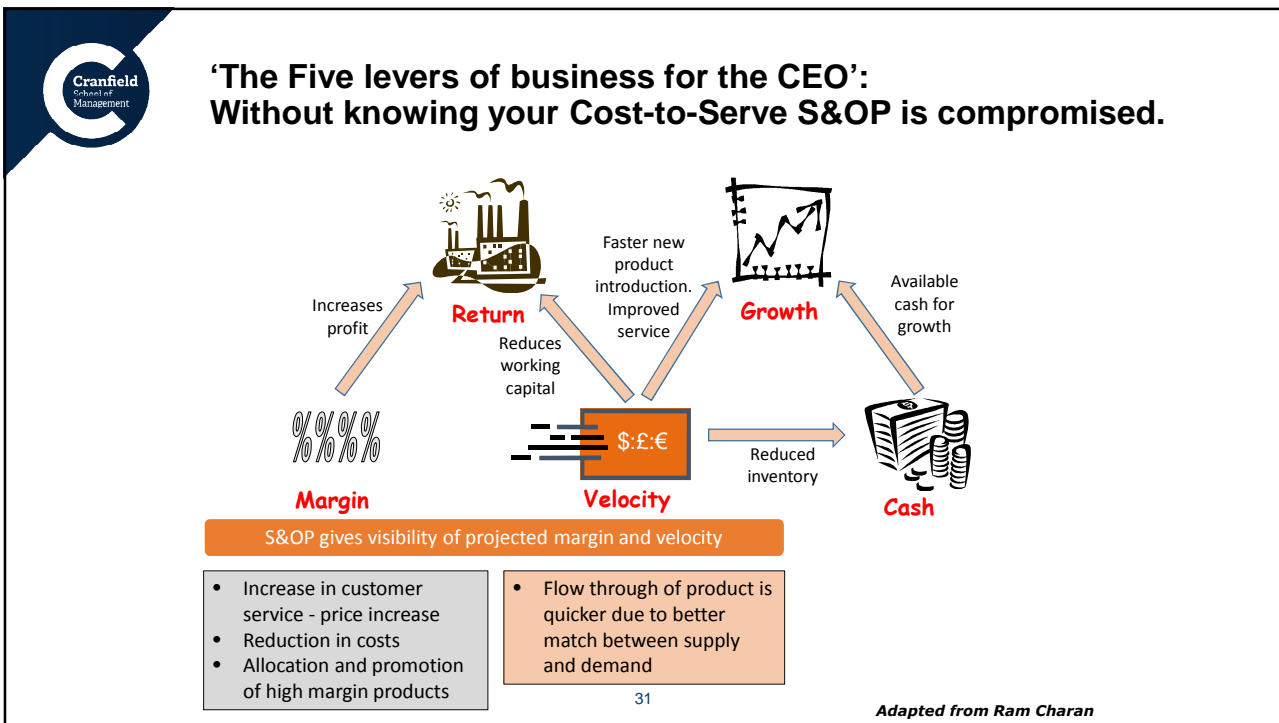 Cranfield
School of
Management
‘The Five levers of business for the CEO’:
Without knowing your Cost-to-Serve S&OP is compromised.
Increases
profit
Return
Reduces
working
capital
Faster new
product
introduction.
Improved
service
Growth
Available
cash for
growth
%%%%
Margin
$:£:€
Velocity
Reduced
inventory
Cash
S&OP gives visibility of projected margin and velocity
• Increase in customer
service - price increase
• Reduction in costs
• Allocation and promotion
of high margin products
• Flow through of product is
quicker due to better
match between supply
and demand
31
Adapted from Ram Charan